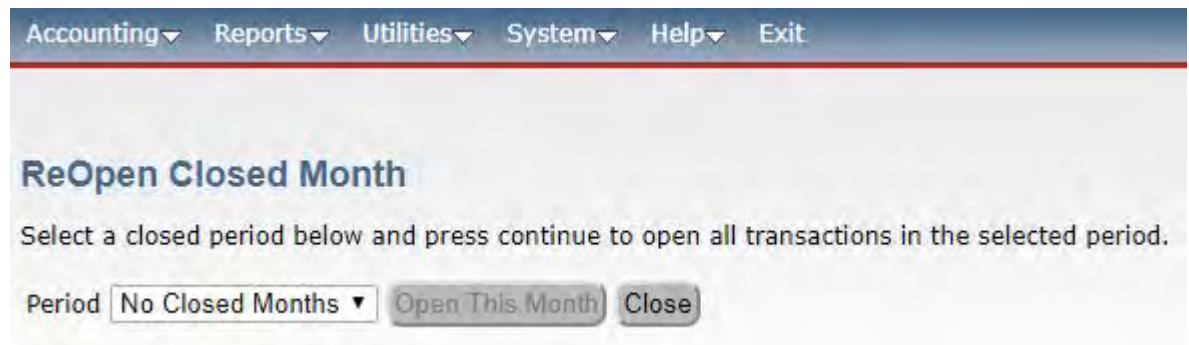 Accounting Reports Utilities System Help Exit
ReOpen Closed Month
Select a closed period below and press continue to open all transactions in the selected period.
Period No Closed Months Open This Month Close